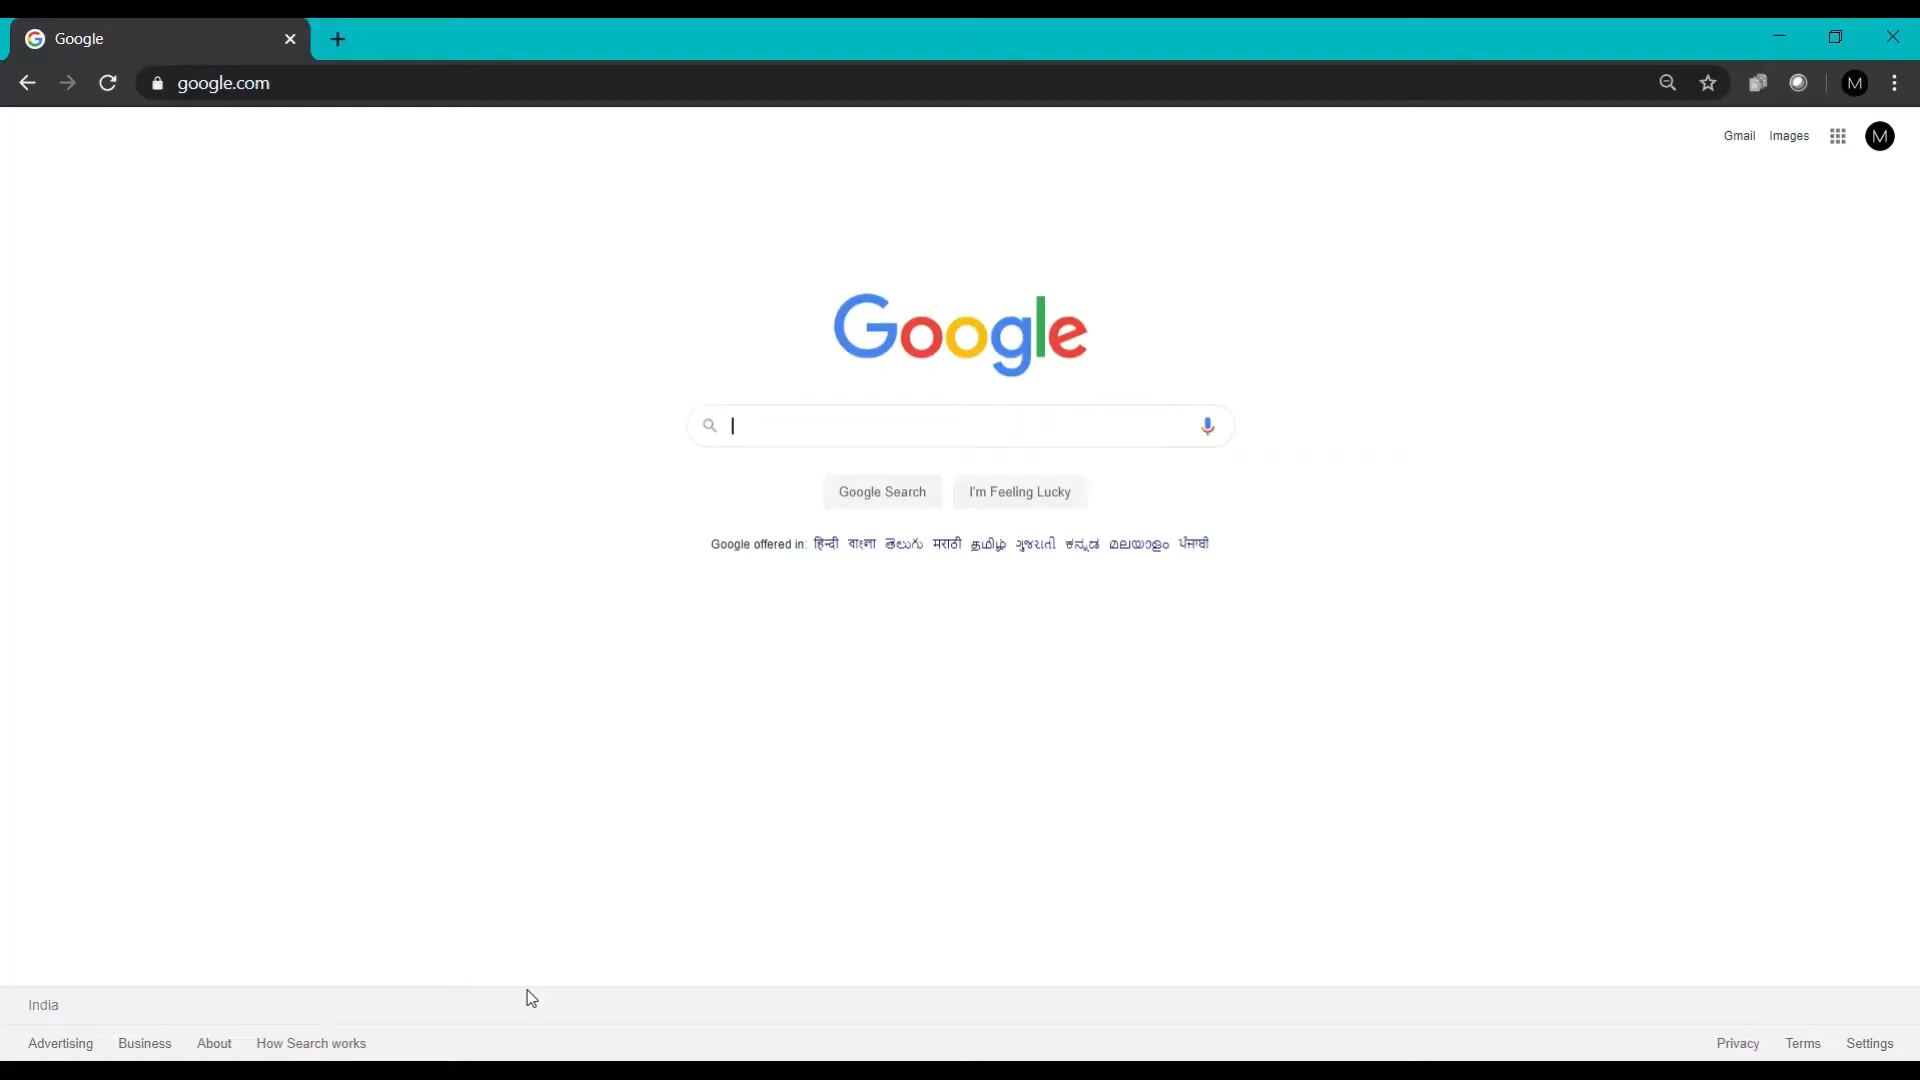 Google
google.com
M
Gmail Images
M
Google
Google Search I'm Feeling Lucky
Google offered in: हिन्दी বাংলা తెలుగు मराठी தமிழ் ગુજરાતી ಕನ್ನಡ മലയാളം ਪੰਜਾਬੀ
India
Advertising Business About How Search works Privacy Terms Settings